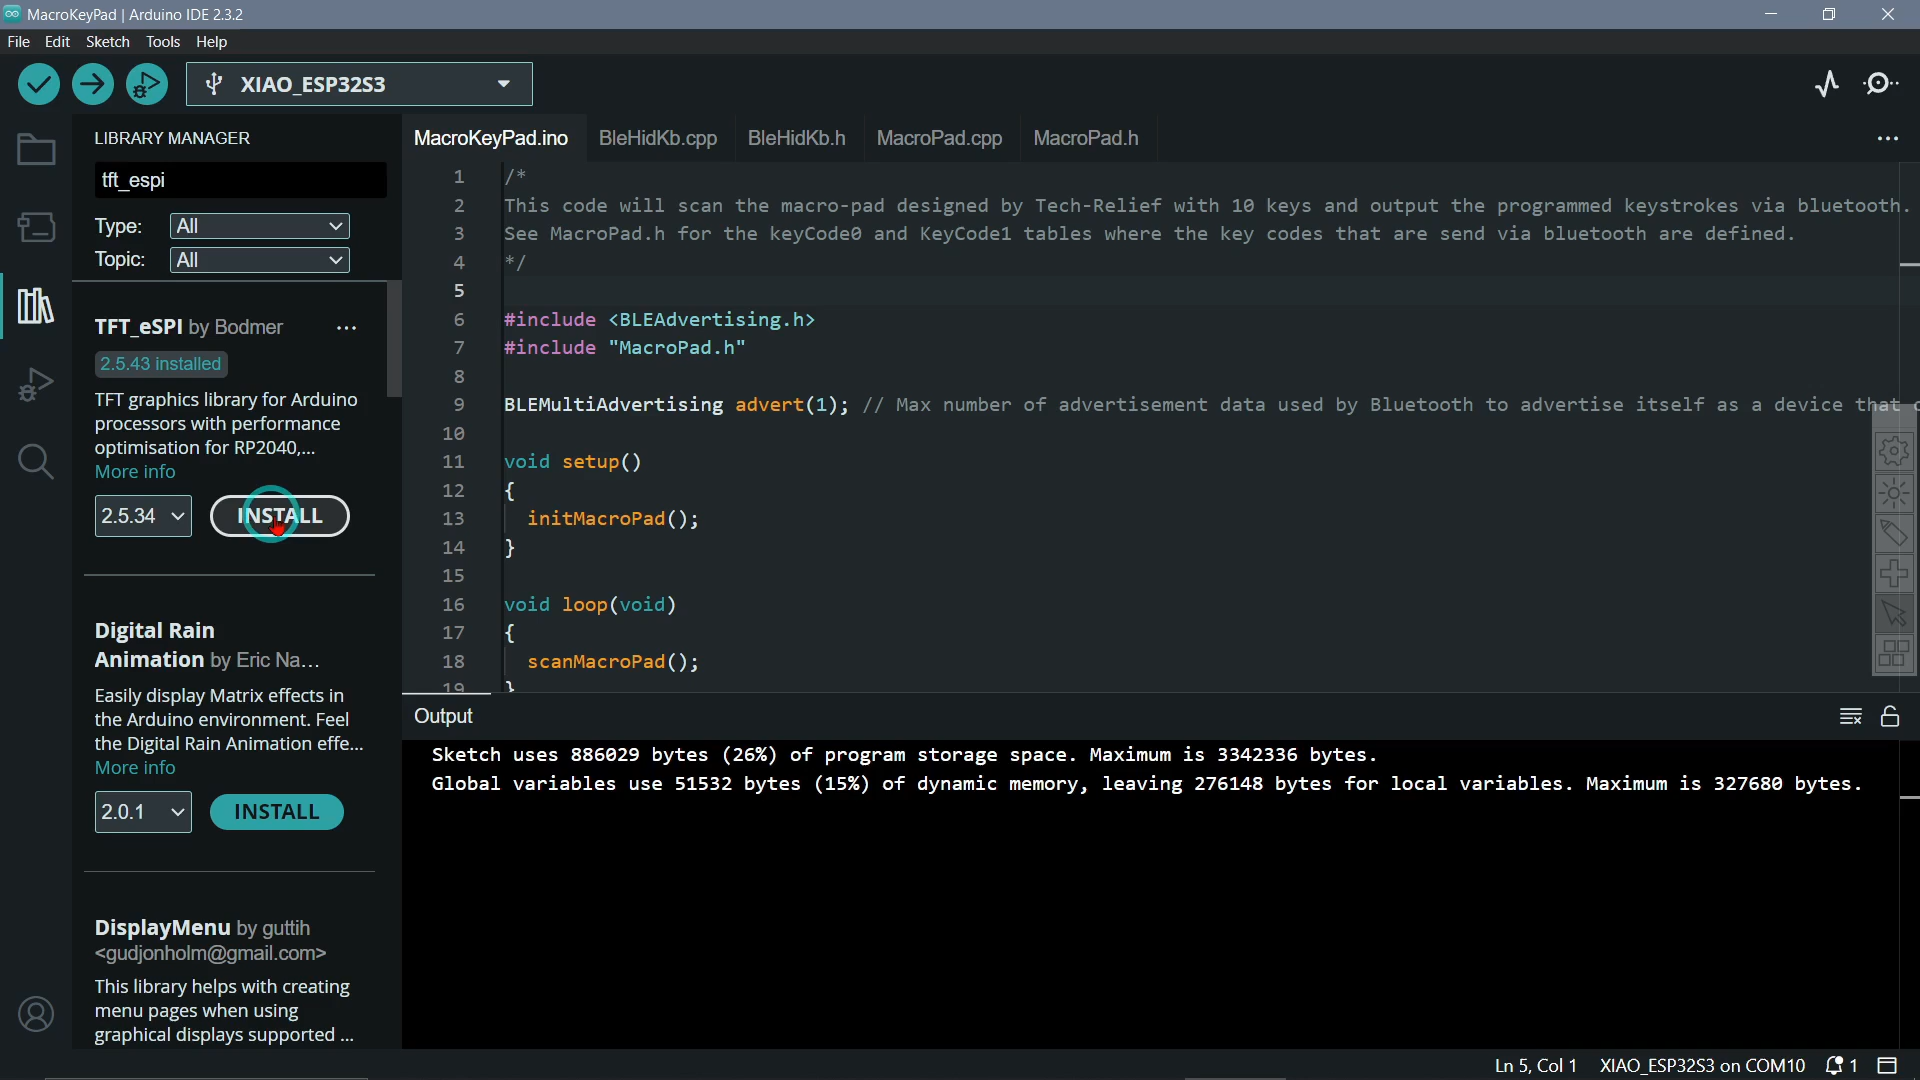 MacroKeyPad | Arduino IDE 2.3.2
File Edit Sketch Tools Help
XIAO_ESP32S3
LIBRARY MANAGER
tft_espi
Type: All
Topic: All
TFT_eSPI by Bodmer ...
2.5.43 installed
TFT graphics library for Arduino
processors with performance
optimisation for RP2040,...
More info
2.5.34 INSTALL
Digital Rain
Animation by Eric Na...
Easily display Matrix effects in
the Arduino environment. Feel
the Digital Rain Animation effe...
More info
2.0.1 INSTALL
DisplayMenu by guttih
<gudjonholm@gmail.com>
This library helps with creating
menu pages when using
graphical displays supported ...
MacroKeyPad.ino BleHidKb.cpp BleHidKb.h MacroPad.cpp MacroPad.h ...
1 /*
2 This code will scan the macro-pad designed by Tech-Relief with 10 keys and output the programmed keystrokes via bluetooth.
3 See MacroPad.h for the keyCode0 and KeyCode1 tables where the key codes that are send via bluetooth are defined.
4 */
5
6 #include <BLEAdvertising.h>
7 #include "MacroPad.h"
8
9 BLEMultiAdvertising advert(1); // Max number of advertisement data used by Bluetooth to advertise itself as a device that
10
11 void setup()
12 {
13 initMacroPad();
14 }
15
16 void loop(void)
17 {
18 scanMacroPad();
19 }
Output
Sketch uses 886029 bytes (26%) of program storage space. Maximum is 3342336 bytes.
Global variables use 51532 bytes (15%) of dynamic memory, leaving 276148 bytes for local variables. Maximum is 327680 bytes.
Ln 5, Col 1 XIAO_ESP32S3 on COM10 1